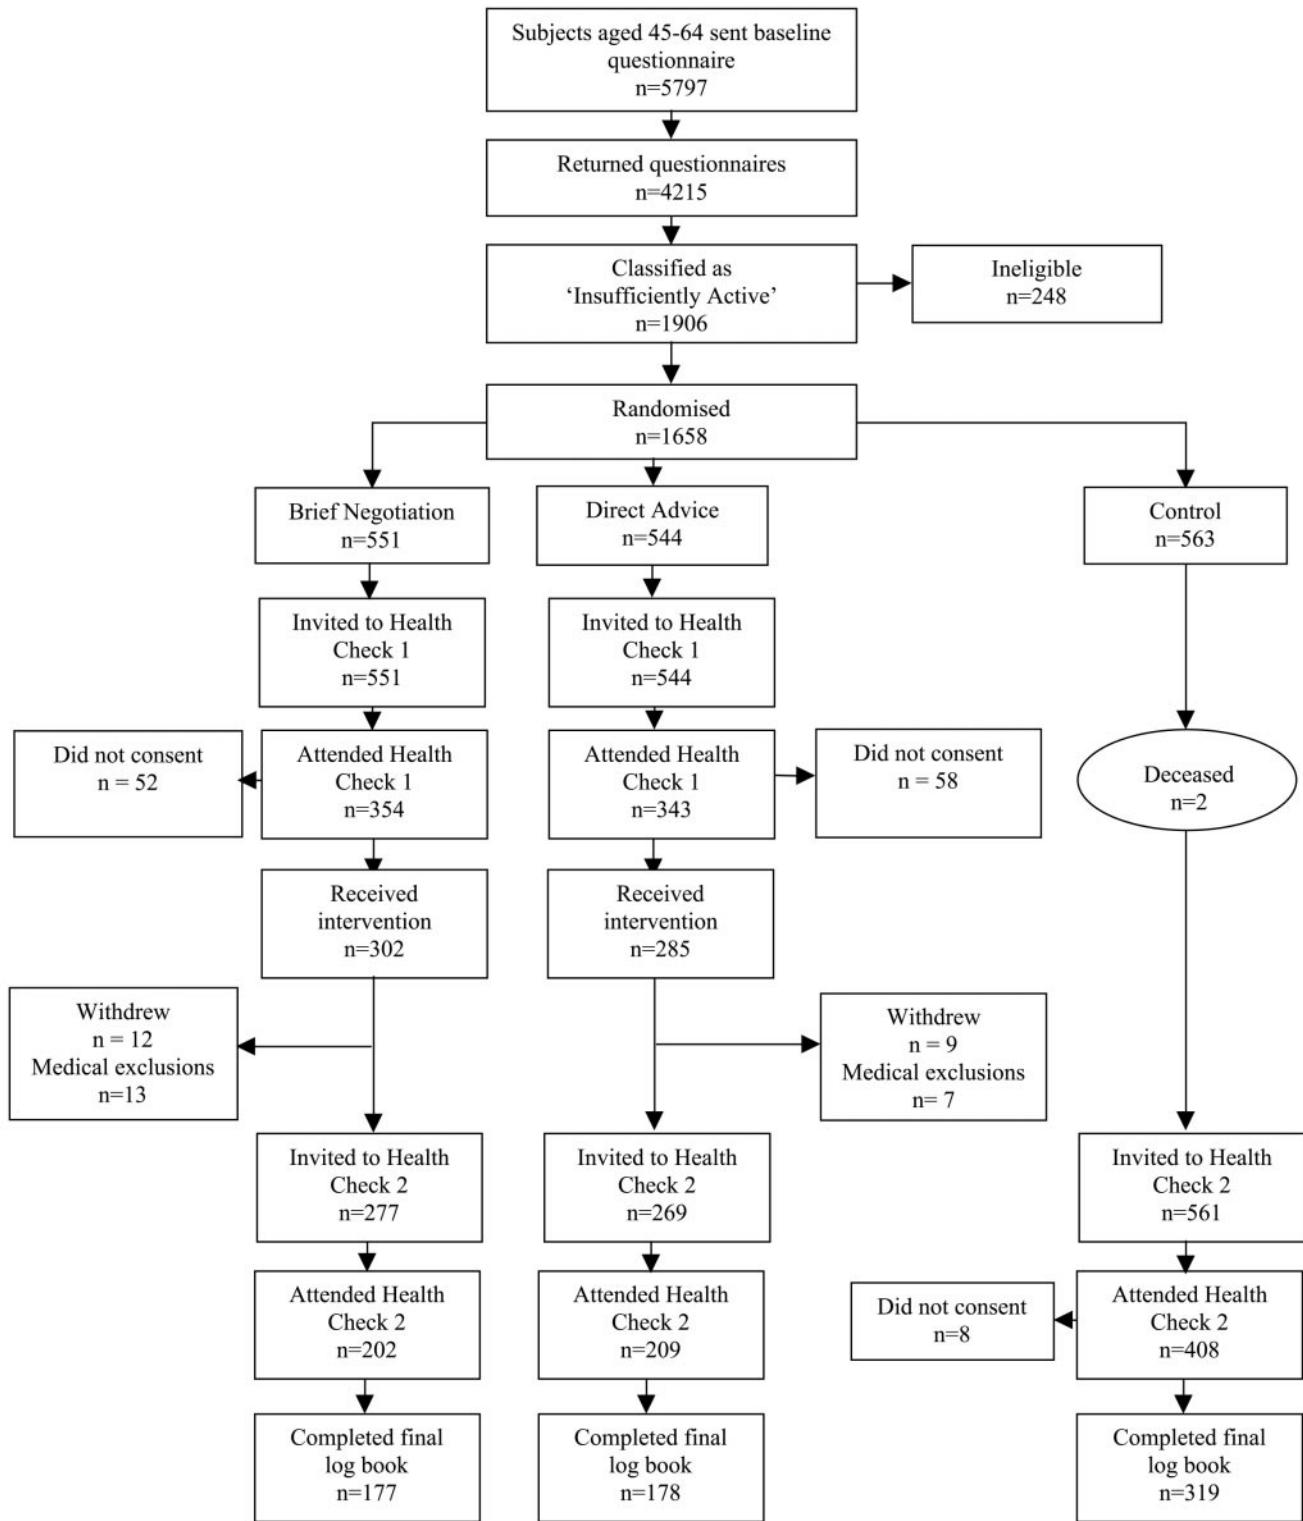 Subjects aged 45-64 sent baseline
questionnaire
n=5797
Returned questionnaires
n=4215
Classified as
‘Insufficiently Active’
n=1906
Ineligible
n=248
Randomised
n=1658
Brief Negotiation
n=551
Direct Advice
n=544
Control
n=563
Invited to Health
Check 1
n=551
Invited to Health
Check 1
n=544
Did not consent
n = 52
Attended Health
Check 1
n=354
Attended Health
Check 1
n=343
Did not consent
n = 58
Deceased
n=2
Received
intervention
n=302
Received
intervention
n=285
Withdrew
n = 12
Medical exclusions
n=13
Withdrew
n = 9
Medical exclusions
n= 7
Invited to Health
Check 2
n=277
Invited to Health
Check 2
n=269
Invited to Health
Check 2
n=561
Attended Health
Check 2
n=202
Attended Health
Check 2
n=209
Did not consent
n=8
Attended Health
Check 2
n=408
Completed final
log book
n=177
Completed final
log book
n=178
Completed final
log book
n=319